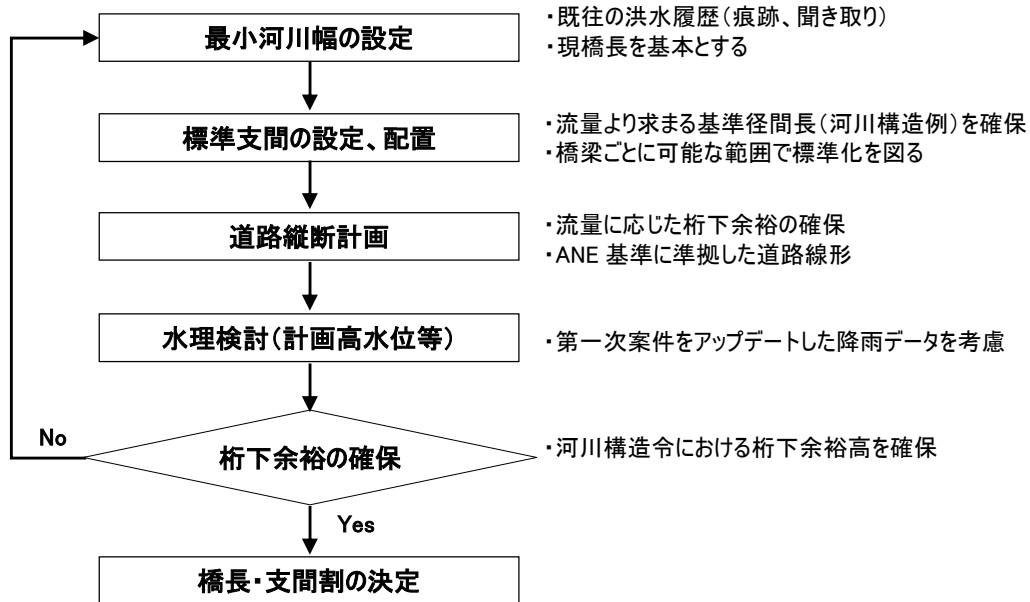 最小河川幅の設定
・既往の洪水履歴（痕跡、聞き取り）
・現橋長を基本とする
標準支間の設定、配置
・流量より求まる基準径間長（河川構造例）を確保
・橋梁ごとに可能な範囲で標準化を図る
道路縦断計画
・流量に応じた桁下余裕の確保
・ANE 基準に準拠した道路線形
水理検討（計画高水位等）
・第一次案件をアップデートした降雨データを考慮
No
桁下余裕の確保
・河川構造令における桁下余裕高を確保
Yes
橋長・支間割の決定